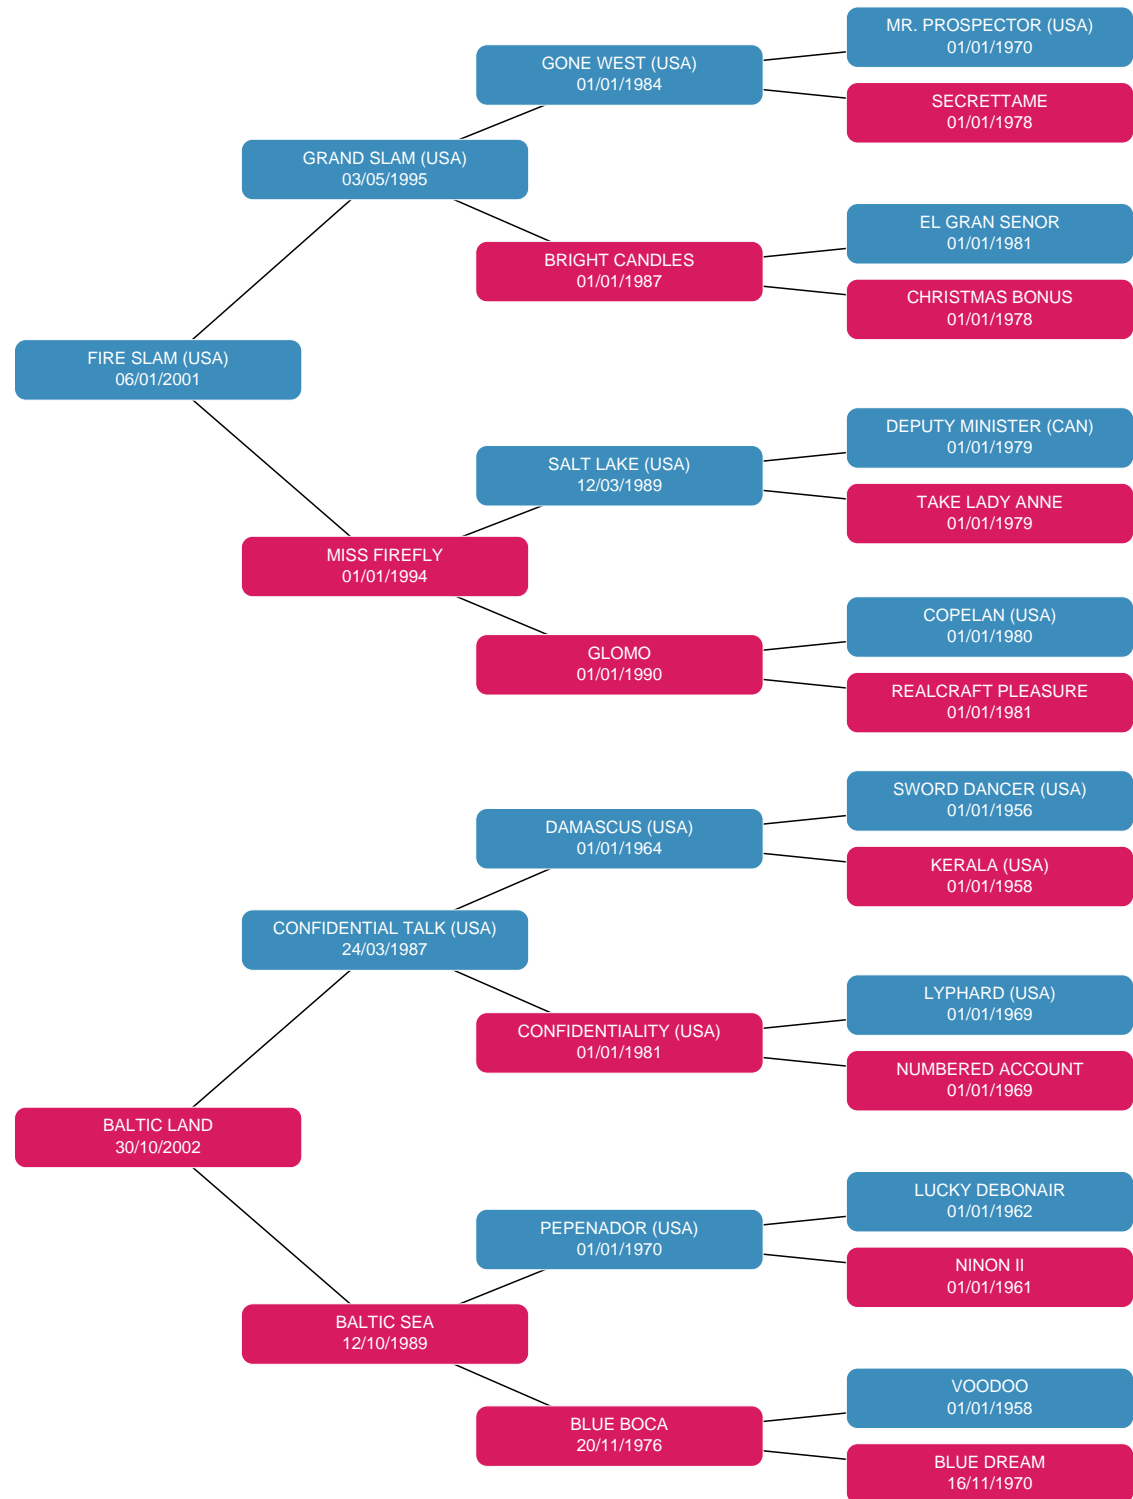 MR. PROSPECTOR (USA)
01/01/1970
GONE WEST (USA)
01/01/1984
SECRETTAME
01/01/1978
GRAND SLAM (USA)
03/05/1995
EL GRAN SENOR
01/01/1981
BRIGHT CANDLES
01/01/1987
CHRISTMAS BONUS
01/01/1978
FIRE SLAM (USA)
06/01/2001
DEPUTY MINISTER (CAN)
01/01/1979
SALT LAKE (USA)
12/03/1989
TAKE LADY ANNE
01/01/1979
MISS FIREFLY
01/01/1994
COPELAN (USA)
01/01/1980
GLOMO
01/01/1990
REALCRAFT PLEASURE
01/01/1981
SWORD DANCER (USA)
01/01/1956
DAMASCUS (USA)
01/01/1964
KERALA (USA)
01/01/1958
CONFIDENTIAL TALK (USA)
24/03/1987
LYPHARD (USA)
01/01/1969
CONFIDENTIALITY (USA)
01/01/1981
NUMBERED ACCOUNT
01/01/1969
BALTIC LAND
30/10/2002
LUCKY DEBONAIR
01/01/1962
PEPENADOR (USA)
01/01/1970
NINON II
01/01/1961
BALTIC SEA
12/10/1989
VOODOO
01/01/1958
BLUE BOCA
20/11/1976
BLUE DREAM
16/11/1970